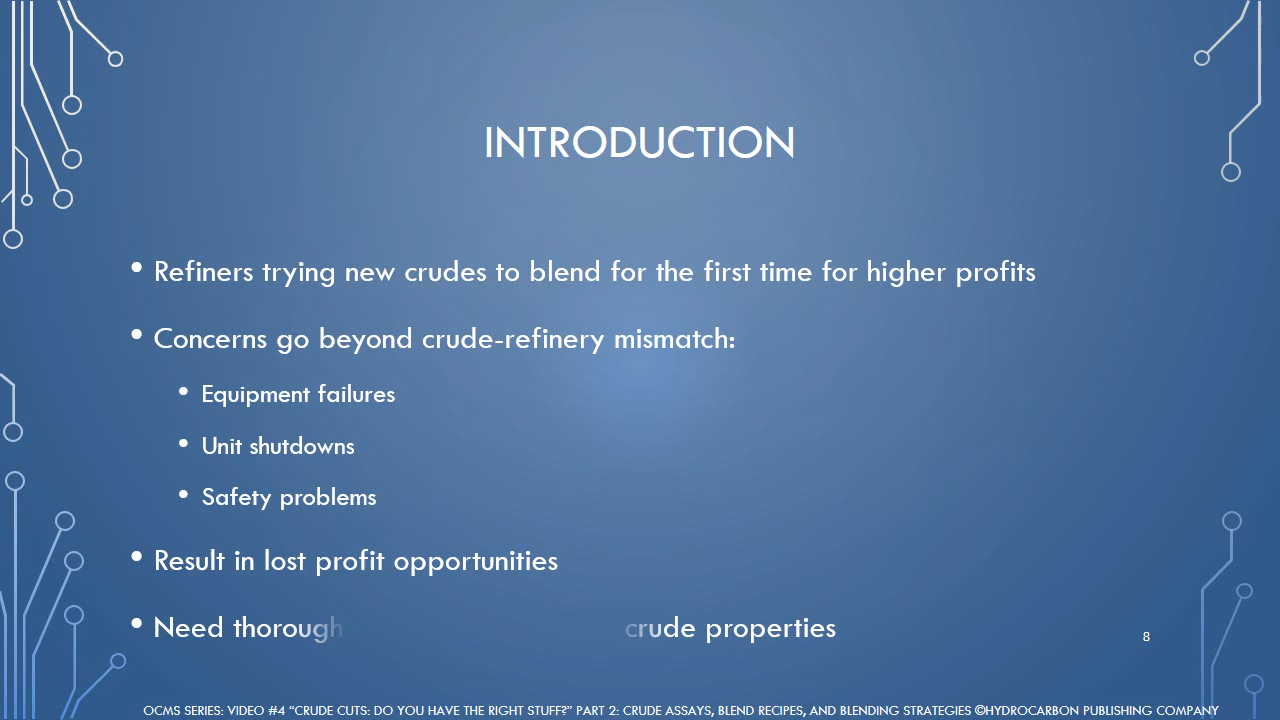 INTRODUCTION
• Refiners trying new crudes to blend for the first time for higher profits
• Concerns go beyond crude-refinery mismatch:
• Equipment failures
• Unit shutdowns
• Safety problems
• Result in lost profit opportunities
• Need thorough crude properties
8
OCMS SERIES: VIDEO #4 “CRUDE CUTS: DO YOU HAVE THE RIGHT STUFF?” PART 2: CRUDE ASSAYS, BLEND RECIPES, AND BLENDING STRATEGIES ©HYDROCARBON PUBLISHING COMPANY